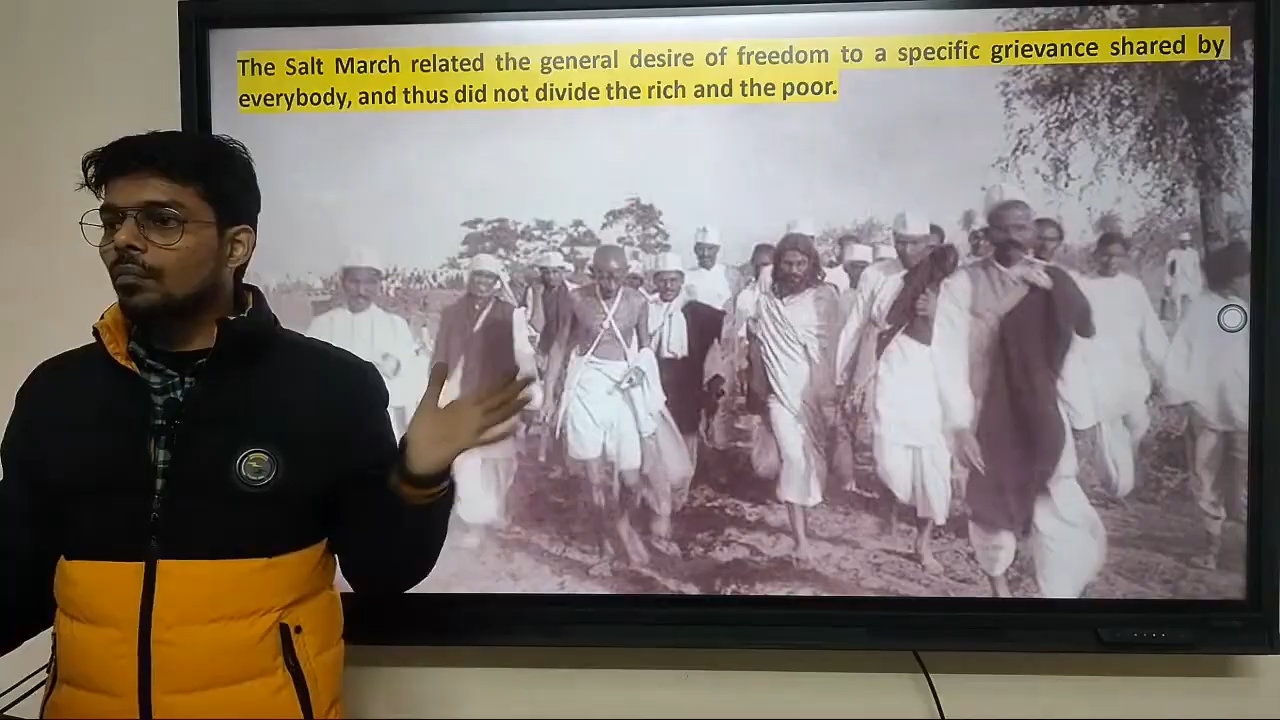 The Salt March related the general desire of freedom to a specific grievance shared by
everybody, and thus did not divide the rich and the poor.